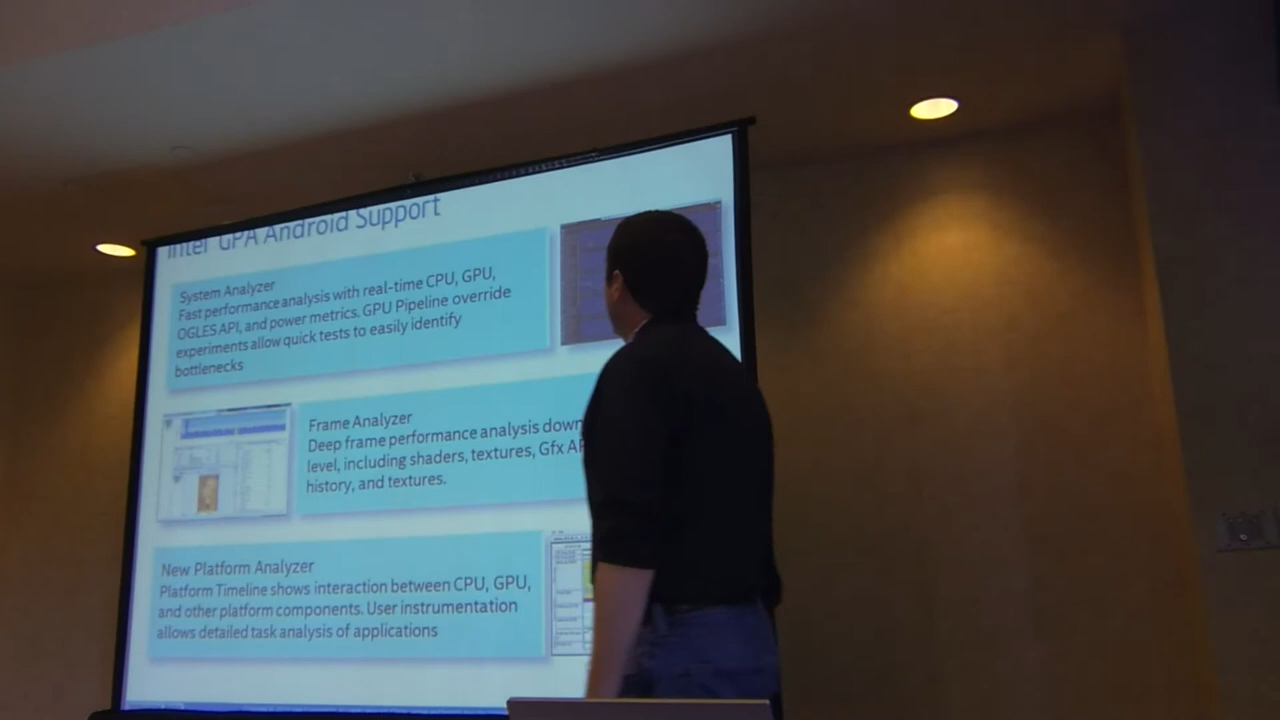 Intel GPA Android Support
System Analyzer
Fast performance analysis with real-time CPU, GPU,
OGLES API, and power metrics. GPU Pipeline override
experiments allow quick tests to easily identify
bottlenecks
Frame Analyzer
Deep frame performance analysis down
level, including shaders, textures, Gfx
history, and textures.
New Platform Analyzer
Platform Timeline shows interaction between CPU, GPU,
and other platform components. User instrumentation
allows detailed task analysis of applications